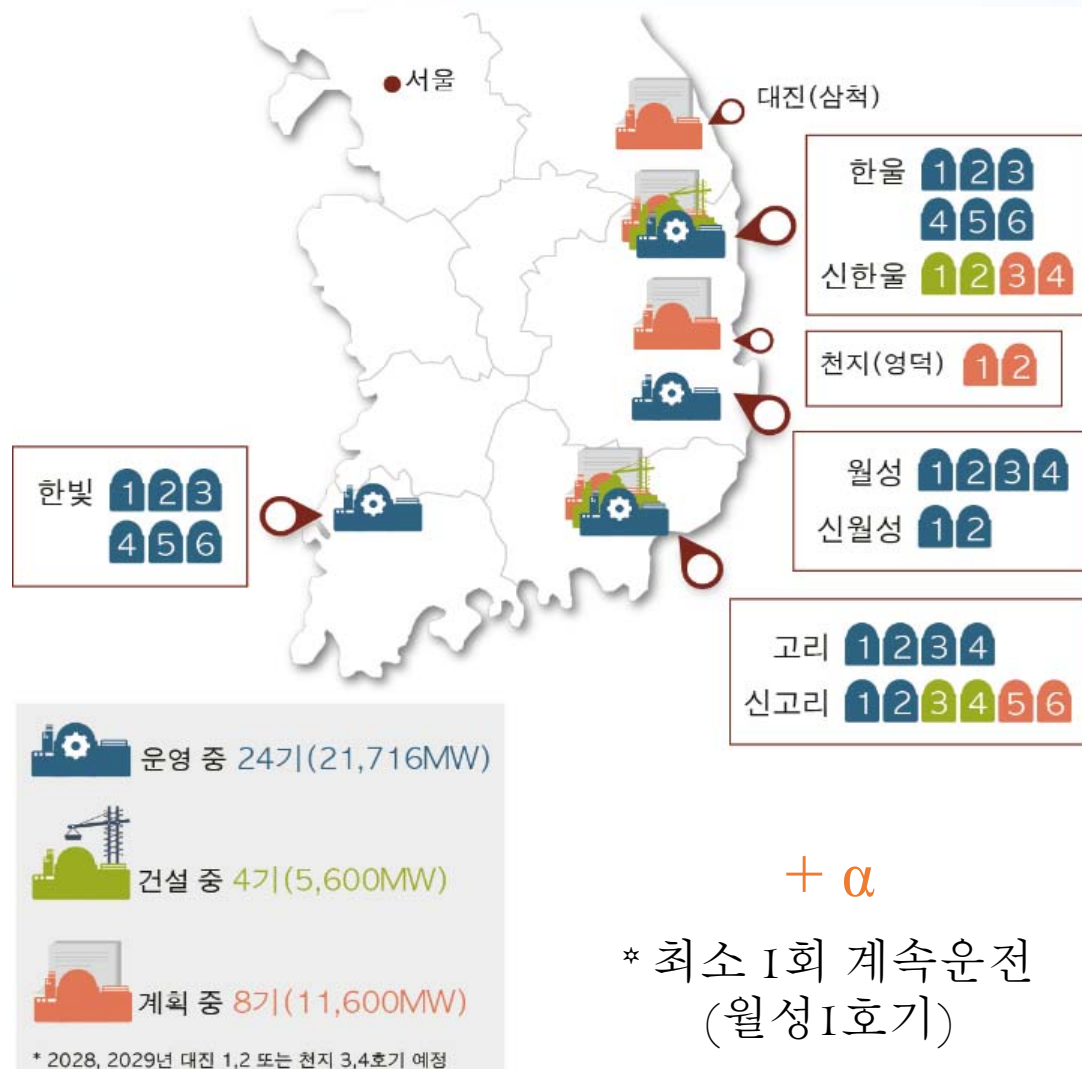 서울
대진(삼척)
한울 1 2 3
4 5 6
신한울 1 2 3 4
천지(영덕) 1 2
월성 1 2 3 4
신월성 1 2
한빛 1 2 3
4 5 6
고리 1 2 3 4
신고리 1 2 3 4 5 6
운영 중 24기(21,716MW)
건설 중 4기(5,600MW)
계획 중 8기(11,600MW)
* 2028, 2029년 대진 1,2 또는 천지 3,4호기 예정
+ α
* 최소 1회 계속운전
(월성1호기)